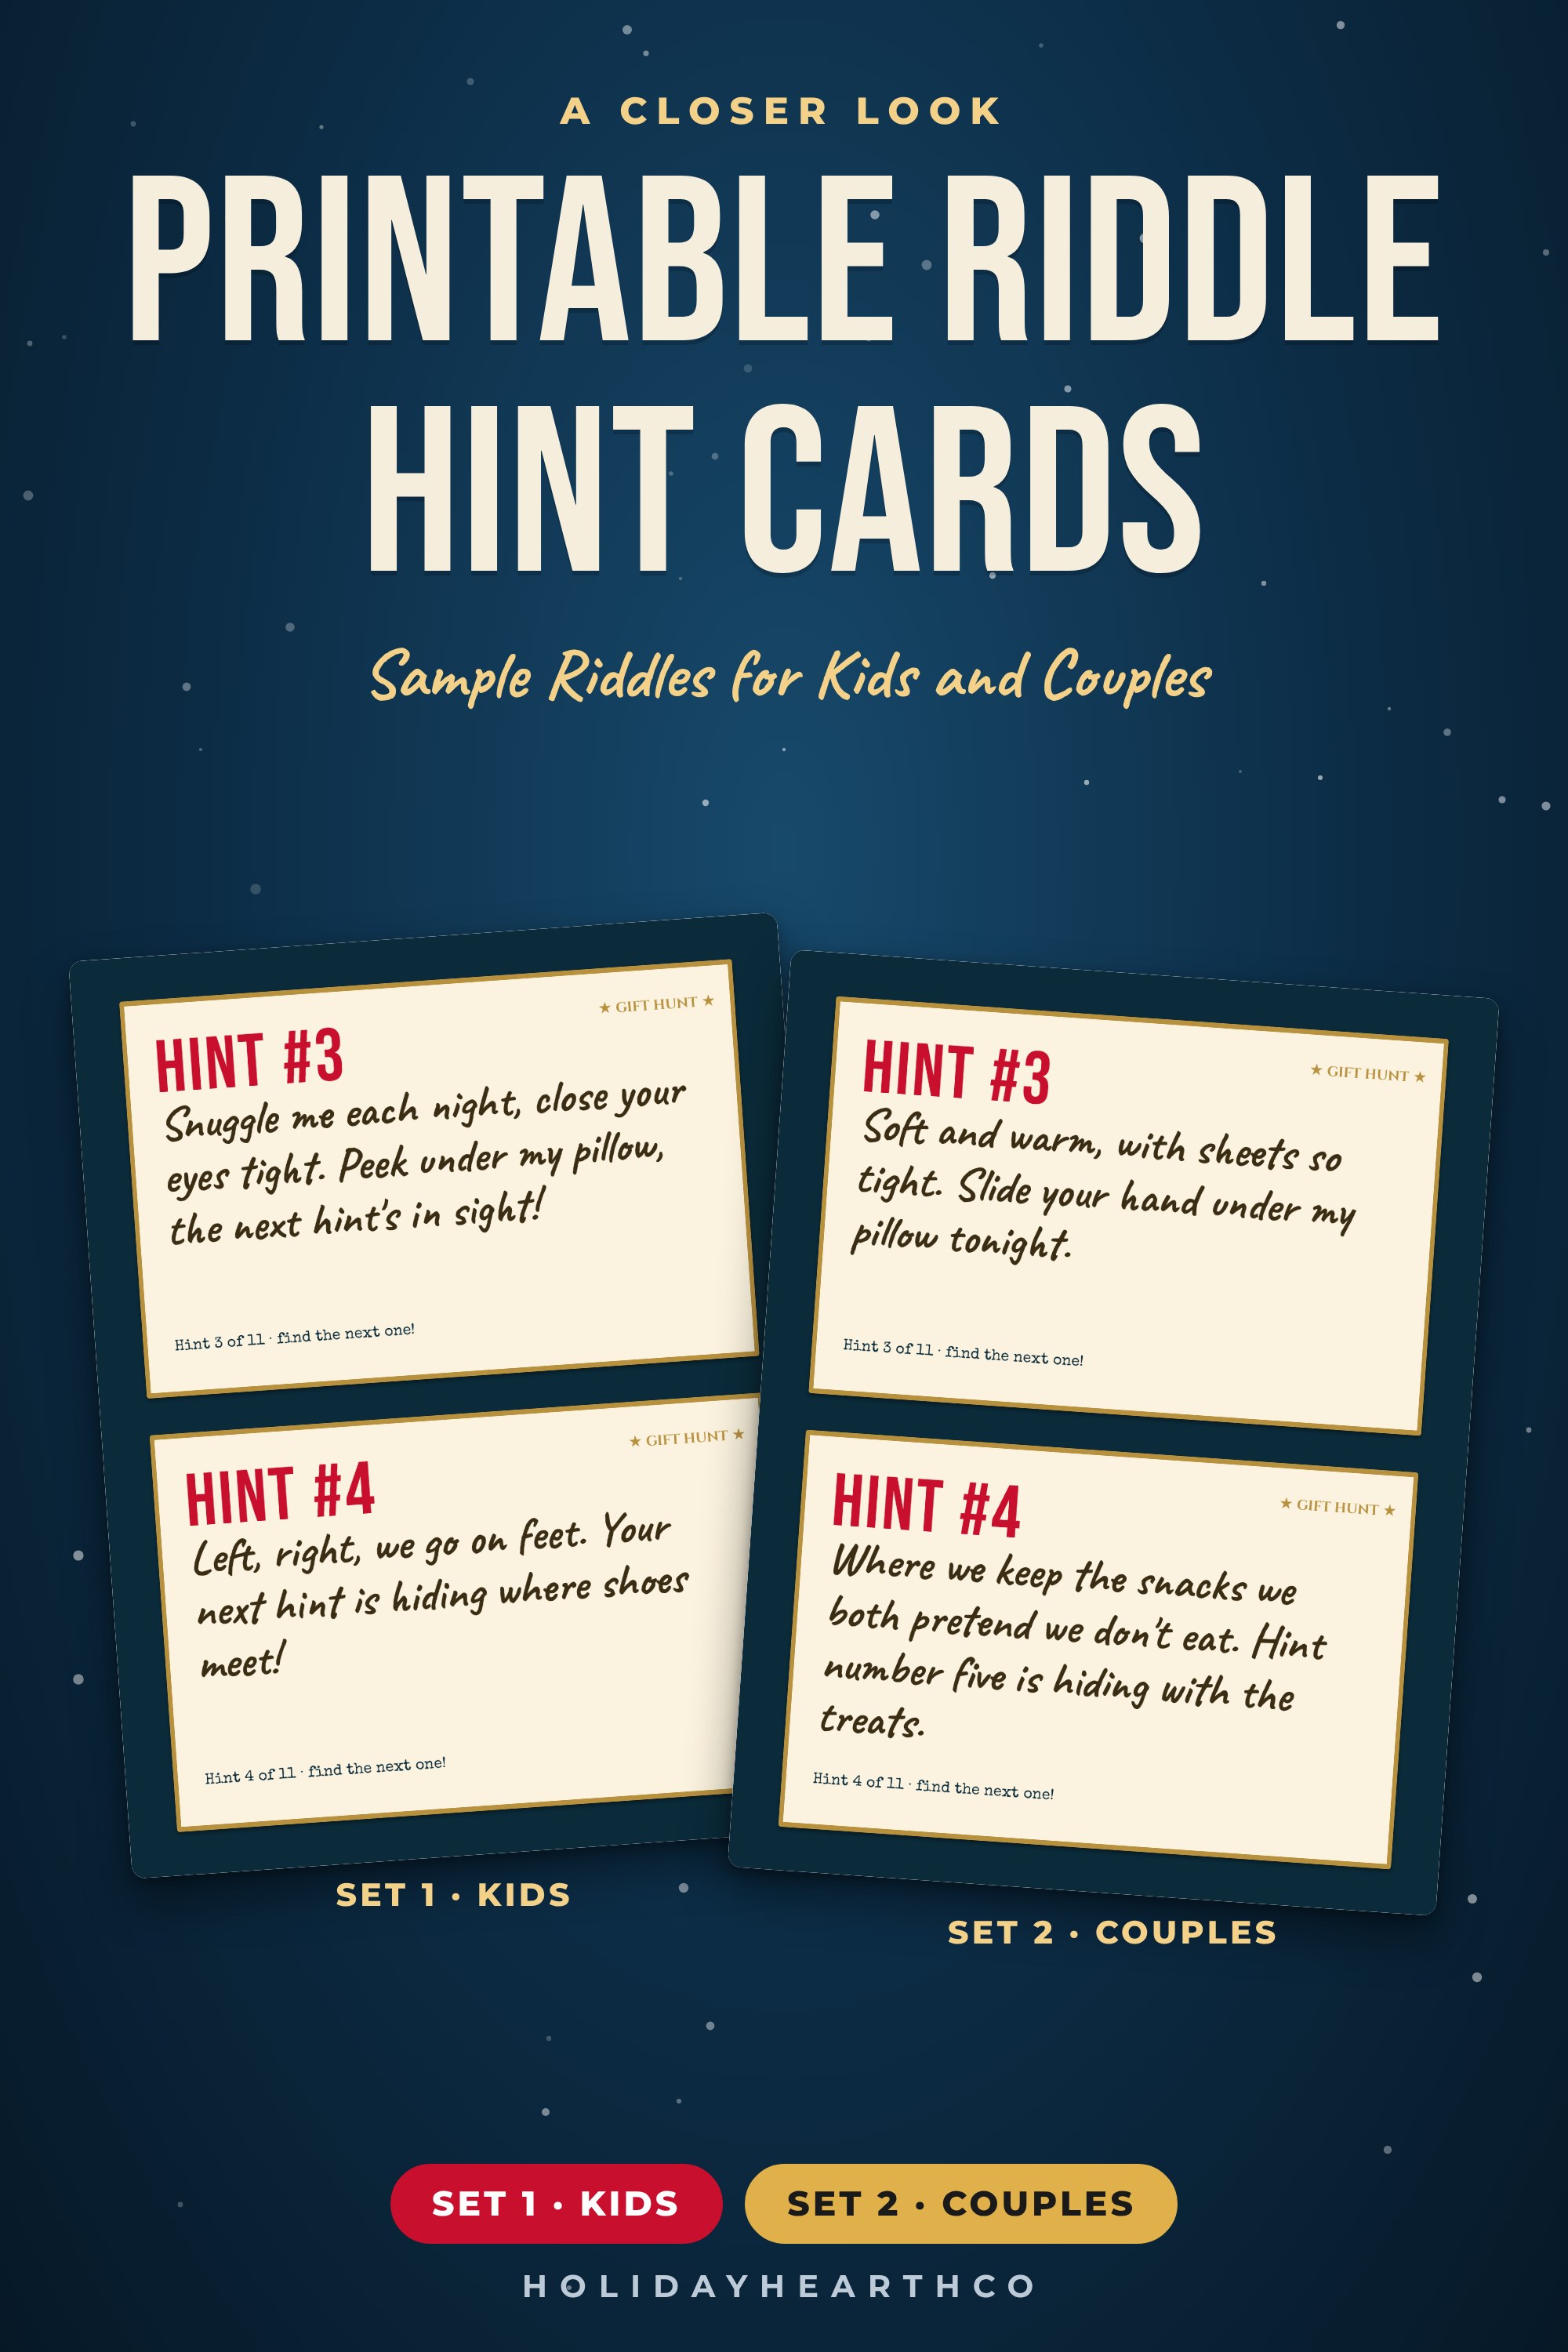 A CLOSER LOOK
PRINTABLE RIDDLE
HINT CARDS
Sample Riddles for Kids and Couples
★ GIFT HUNT ★
HINT #3
Snuggle me each night, close your
eyes tight. Peek under my pillow,
the next hint's in sight!
Hint 3 of 11 · find the next one!
★ GIFT HUNT ★
HINT #4
Left, right, we go on feet. Your
next hint is hiding where shoes
meet!
Hint 4 of 11 · find the next one!
SET 1 · KIDS
★ GIFT HUNT ★
HINT #3
Soft and warm, with sheets so
tight. Slide your hand under my
pillow tonight.
Hint 3 of 11 · find the next one!
★ GIFT HUNT ★
HINT #4
Where we keep the snacks we
both pretend we don't eat. Hint
number five is hiding with the
treats.
Hint 4 of 11 · find the next one!
SET 2 · COUPLES
SET 1 · KIDS
SET 2 · COUPLES
HOLIDAYHEARTHCO